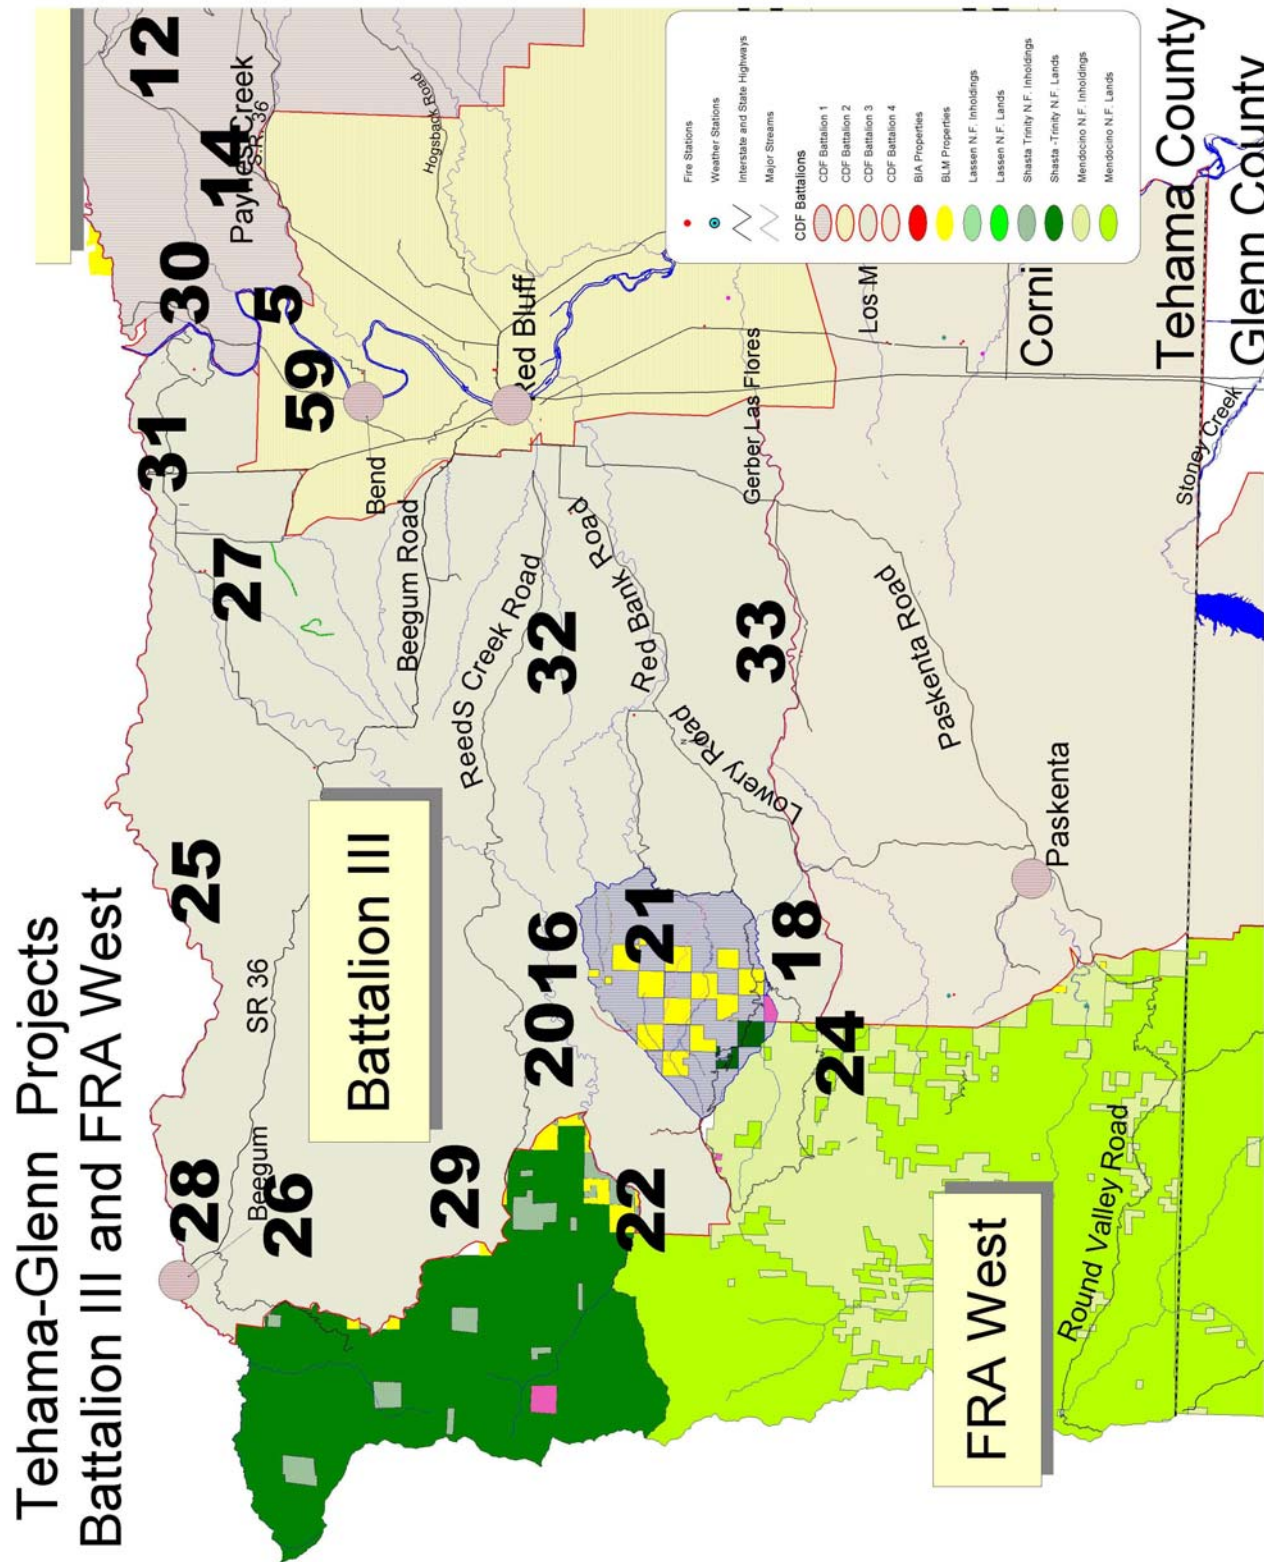 Tehama-Glenn Projects
Battalion III and FRA West
28
25
31
30
12
Beegum
SR 36
27
59
5
14
Paynes Creek
S.R. 36
26
Battalion III
Bend
Hogsback Road
Beegum Road
29
ReedS Creek Road
Red Bluff
20
16
32
Red Bank Road
22
21
33
Lowery Road
Gerber Las Flores
18
24
Los M
Paskenta Road
Corni
FRA West
Paskenta
Round Valley Road
Stoney Creek
Tehama County
Glenn County
Fire Stations
Weather Stations
Interstate and State Highways
Major Streams
CDF Battalions
CDF Battalion 1
CDF Battalion 2
CDF Battalion 3
CDF Battalion 4
BIA Properties
BLM Properties
Lassen N.F. Inholdings
Lassen N.F. Lands
Shasta Trinity N.F. Inholdings
Shasta -Trinity N.F. Lands
Mendocino N.F. Inholdings
Mendocino N.F. Lands